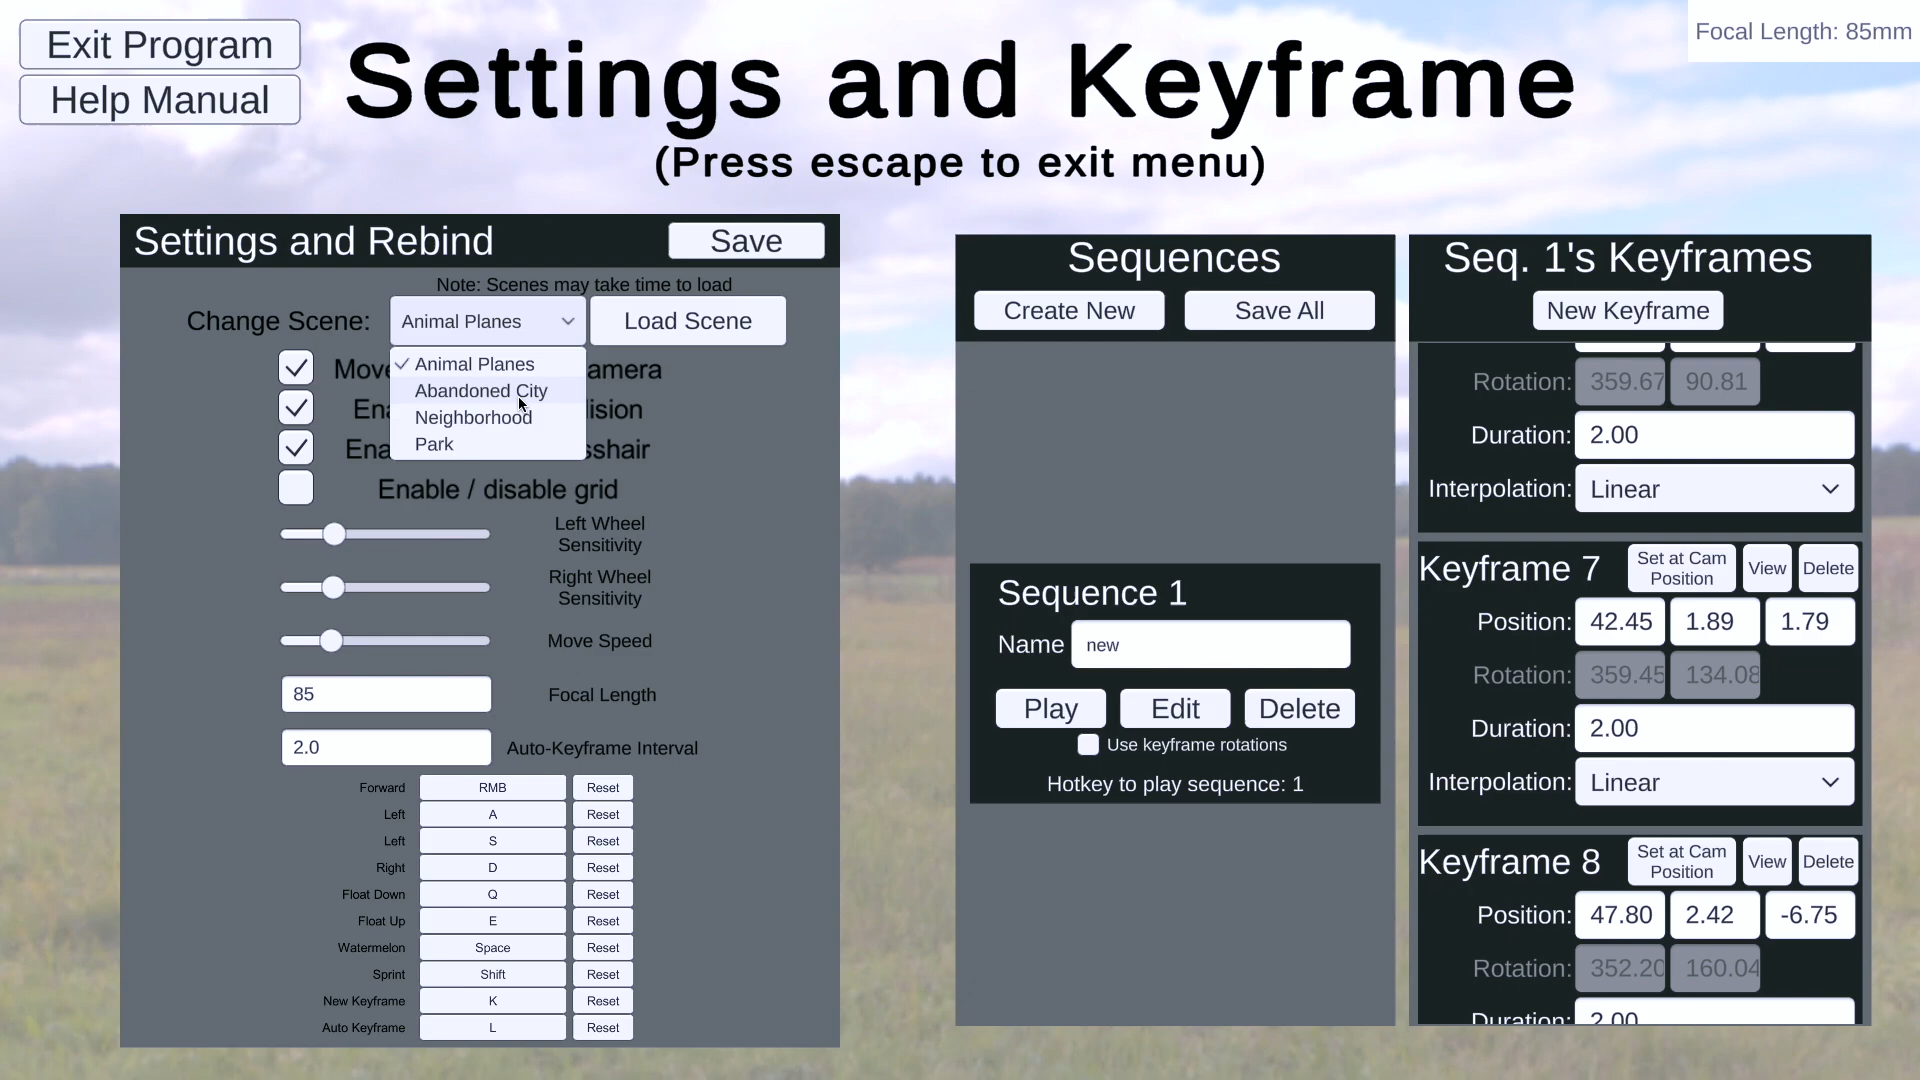 Exit Program
Help Manual
Settings and Keyframe
(Press escape to exit menu)
Focal Length: 85mm
Settings and Rebind
Save
Note: Scenes may take time to load
Change Scene:
Animal Planes
Load Scene
Animal Planes
Abandoned City
Neighborhood
Park
Enable / disable grid
Left Wheel
Sensitivity
Right Wheel
Sensitivity
Move Speed
85
Focal Length
2.0
Auto-Keyframe Interval
Forward RMB Reset
Left A Reset
Left S Reset
Right D Reset
Float Down Q Reset
Float Up E Reset
Watermelon Space Reset
Sprint Shift Reset
New Keyframe K Reset
Auto Keyframe L Reset
Sequences
Create New
Save All
Sequence 1
Name new
Play Edit Delete
Use keyframe rotations
Hotkey to play sequence: 1
Seq. 1's Keyframes
New Keyframe
Rotation: 359.67 90.81
Duration: 2.00
Interpolation: Linear
Keyframe 7
Set at Cam
Position
View
Delete
Position: 42.45 1.89 1.79
Rotation: 359.45 134.08
Duration: 2.00
Interpolation: Linear
Keyframe 8
Set at Cam
Position
View
Delete
Position: 47.80 2.42 -6.75
Rotation: 352.20 160.04
Duration: 2.00